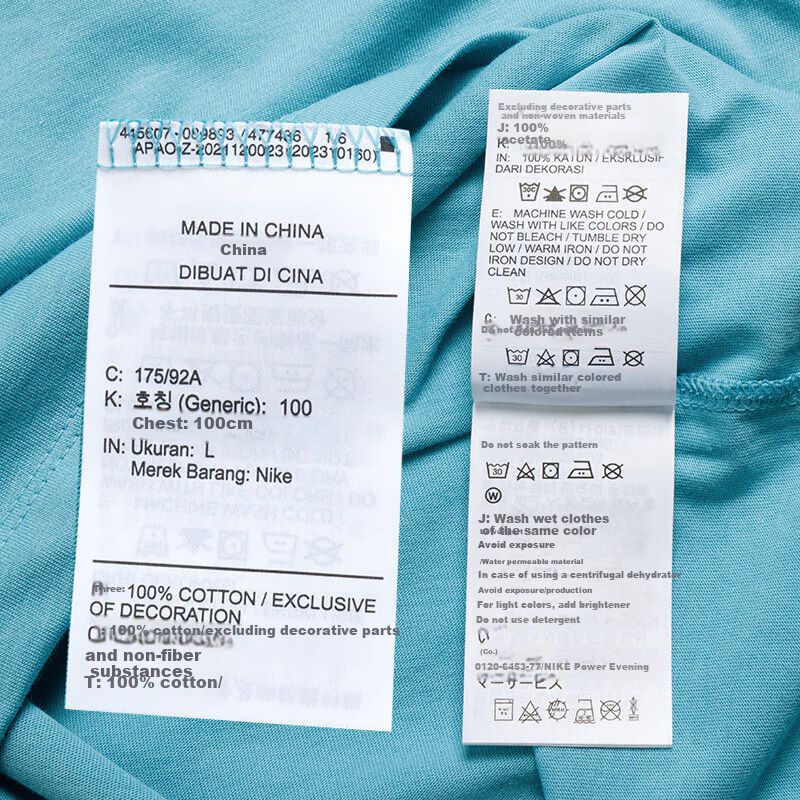 445607 - 089893 / 477436 1/6
APAO-Z-2021120023 (2023101160)
MADE IN CHINA
China
DIBUAT DI CINA
C: 175/92A
K: 호칭 (Generic): 100
Chest: 100cm
IN: Ukuran: L
Merek Barang: Nike
Three: 100% COTTON / EXCLUSIVE
OF DECORATION
100% cotton/excluding decorative parts
and non-fiber
substances
T: 100% cotton/
Excluding decorative parts
and non-woven materials
J: 100%
acetate
K: 100%
IN: 100% KATUN / EKSKLUSIF
DARI DEKORASI
E: MACHINE WASH COLD /
WASH WITH LIKE COLORS / DO
NOT BLEACH / TUMBLE DRY
LOW / WARM IRON / DO NOT
IRON DESIGN / DO NOT DRY
CLEAN
30
C: Wash with similar
colored items
30
T: Wash similar colored
clothes together
Do not soak the pattern
30
W
J: Wash wet clothes
of the same color
Avoid exposure
/Water permeable material
In case of using a centrifugal dehydrator
Avoid exposure/production
For light colors, add brightener
Do not use detergent
(Co.)
0120-6453-77/NIKE Power Evening
マーサービス